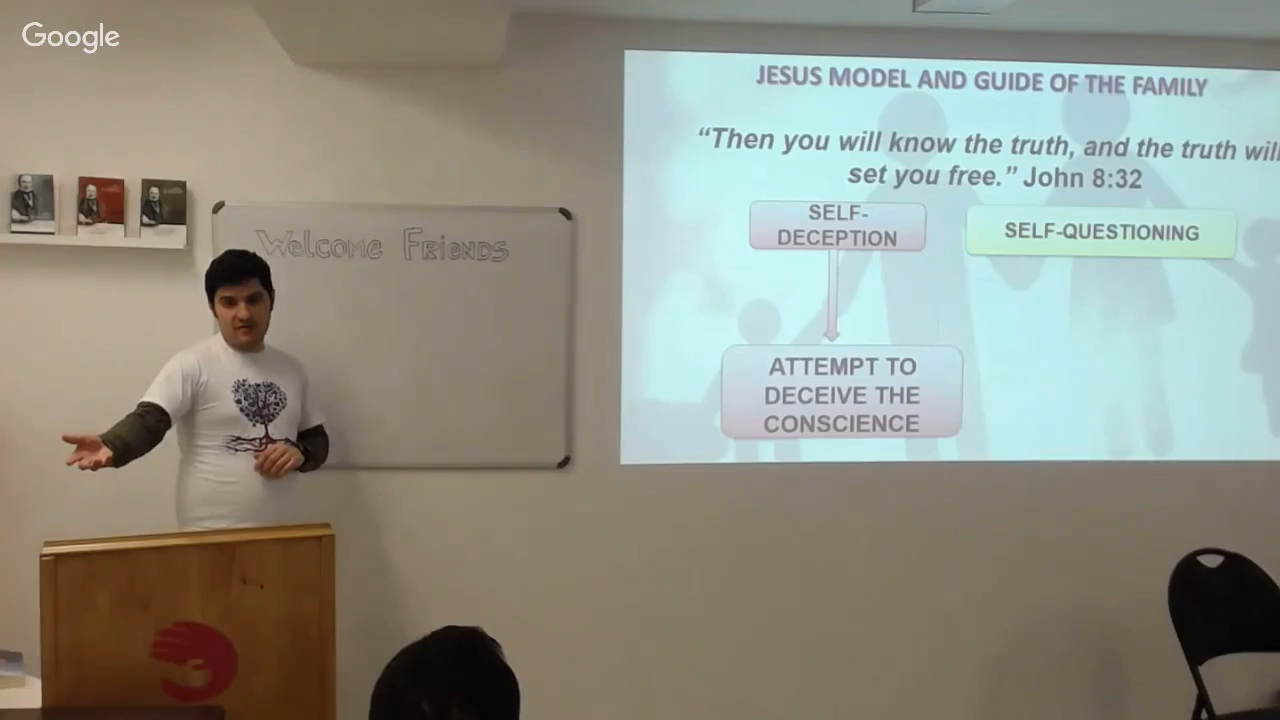 Google
Welcome Friends
JESUS MODEL AND GUIDE OF THE FAMILY
“Then you will know the truth, and the truth will
set you free.” John 8:32
SELF-
DECEPTION
SELF-QUESTIONING
ATTEMPT TO
DECEIVE THE
CONSCIENCE